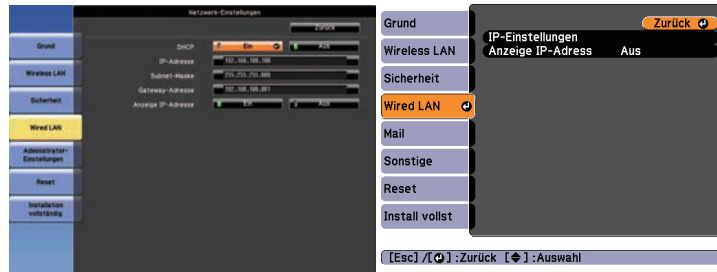 Netzwerk-Einstellungen
Zurück
Grund
Wireless LAN
Sicherheit
Wired LAN
Administrator-
Einstellungen
Reset
Installation
vollständig
DHCP Ein Aus
IP-Adresse 192.168.100.100
Subnet-Maske 255.255.255.000
Gateway-Adresse 192.168.100.001
Anzeige IP-Adresse Ein Aus
Grund
Wireless LAN
Sicherheit
Wired LAN
Mail
Sonstige
Reset
Install vollst
Zurück
IP-Einstellungen
Anzeige IP-Adress Aus
[Esc] /[ ] :Zurück [ ] :Auswahl